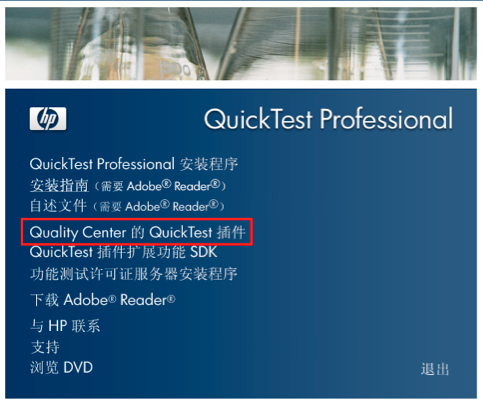 hp
QuickTest Professional
QuickTest Professional 安装程序
安装指南（需要 Adobe® Reader®）
自述文件（需要 Adobe® Reader®）
Quality Center 的 QuickTest 插件
QuickTest 插件扩展功能 SDK
功能测试许可证服务器安装程序
下载 Adobe® Reader®
与 HP 联系
支持
浏览 DVD
退出